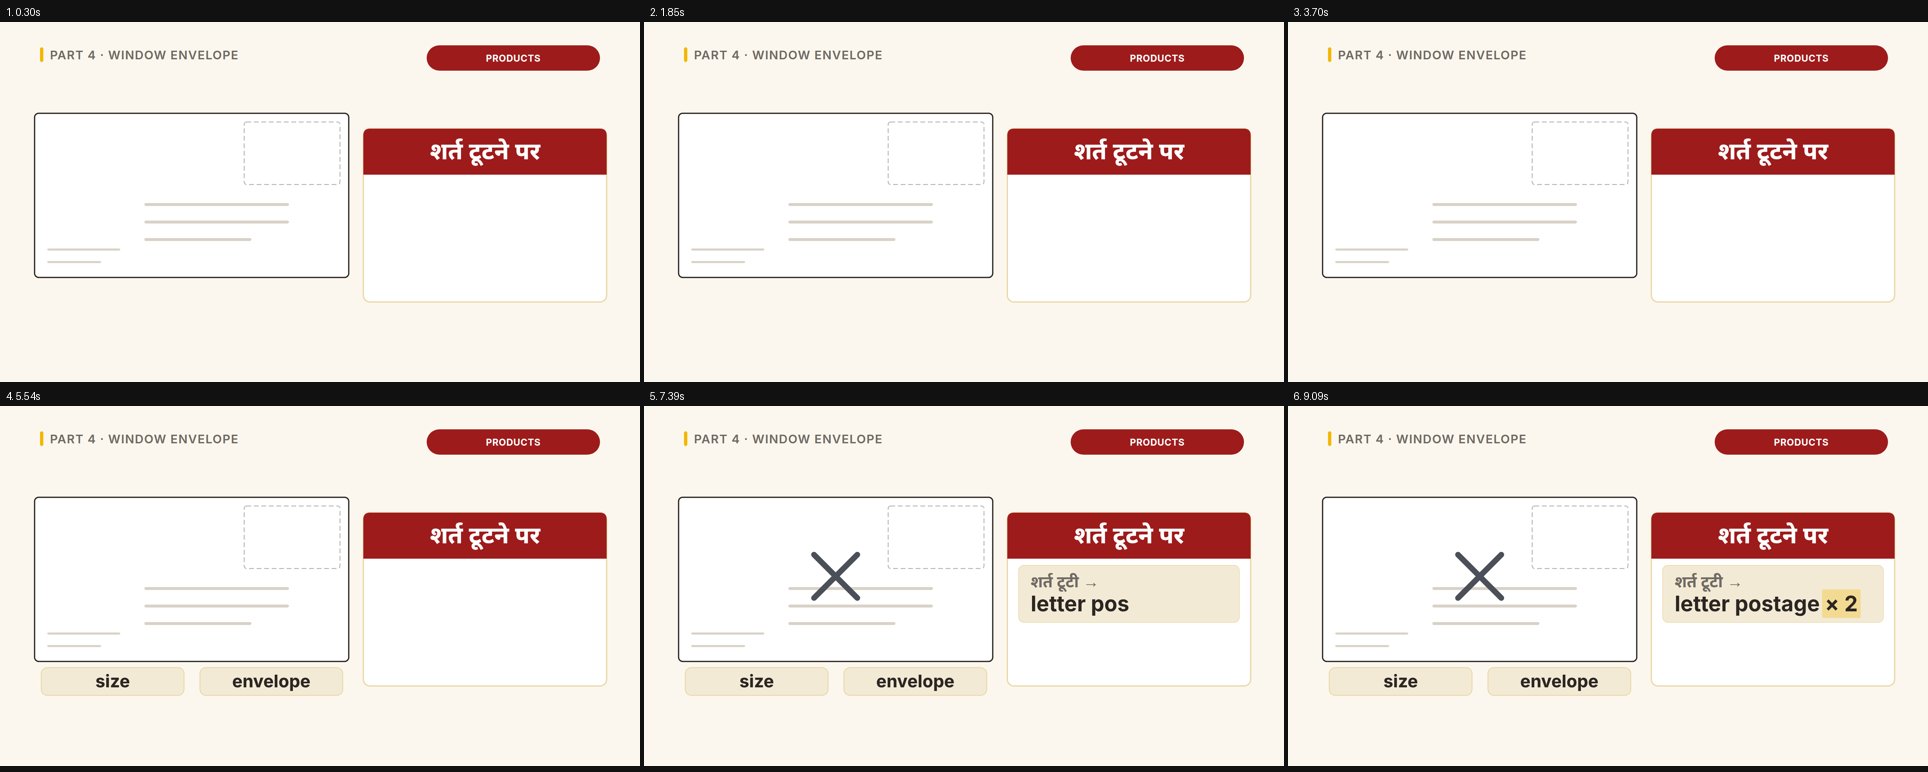 1. 0.30s
PART 4 · WINDOW ENVELOPE
PRODUCTS
शर्त टूटने पर
2. 1.85s
PART 4 · WINDOW ENVELOPE
PRODUCTS
शर्त टूटने पर
3. 3.70s
PART 4 · WINDOW ENVELOPE
PRODUCTS
शर्त टूटने पर
4. 5.54s
PART 4 · WINDOW ENVELOPE
PRODUCTS
शर्त टूटने पर
size
envelope
5. 7.39s
PART 4 · WINDOW ENVELOPE
PRODUCTS
शर्त टूटने पर
शर्त टूटी →
letter pos
size
envelope
6. 9.09s
PART 4 · WINDOW ENVELOPE
PRODUCTS
शर्त टूटने पर
शर्त टूटी →
letter postage × 2
size
envelope